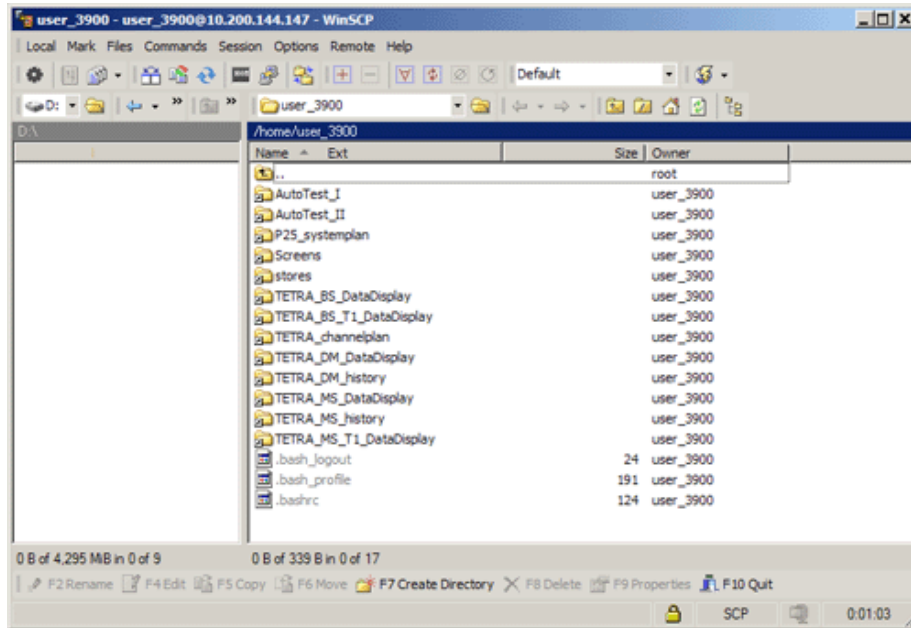 user_3900 - user_3900@10.200.144.147 - WinSCP
Local Mark Files Commands Session Options Remote Help
Default
D: user_3900
D:\ /home/user_3900
Name Ext Size Owner
.. root
AutoTest_I user_3900
AutoTest_II user_3900
P25_systemplan user_3900
Screens user_3900
stores user_3900
TETRA_BS_DataDisplay user_3900
TETRA_BS_T1_DataDisplay user_3900
TETRA_channelplan user_3900
TETRA_DM_DataDisplay user_3900
TETRA_DM_history user_3900
TETRA_MS_DataDisplay user_3900
TETRA_MS_history user_3900
TETRA_MS_T1_DataDisplay user_3900
.bash_logout 24 user_3900
.bash_profile 191 user_3900
.bashrc 124 user_3900
0 B of 4,295 MiB in 0 of 9 0 B of 339 B in 0 of 17
F2 Rename F4 Edit F5 Copy F6 Move F7 Create Directory F8 Delete F9 Properties F10 Quit
SCP 0:01:03